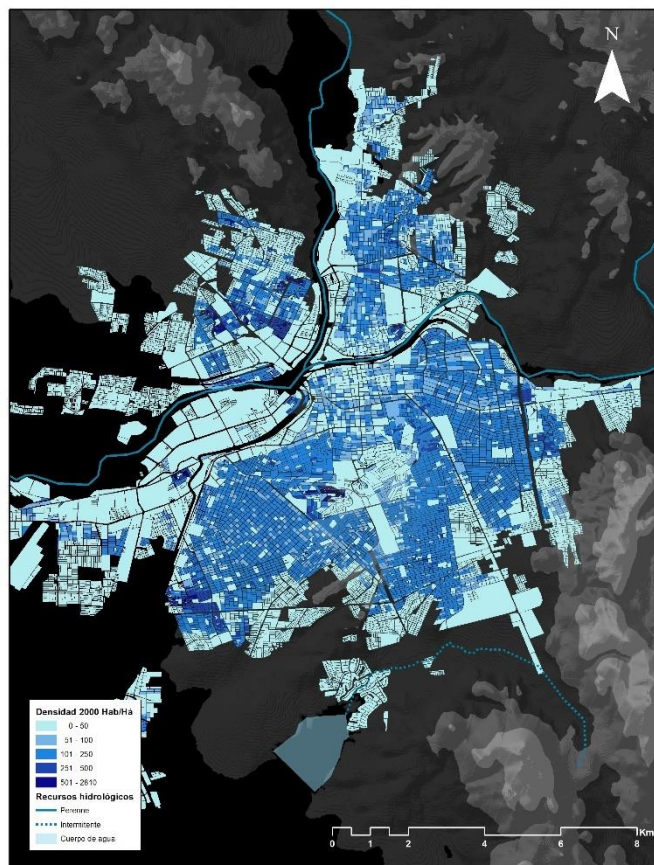 N
Densidad 2000 Hab/Há
0 - 50
51 - 100
101 - 250
251 - 500
501 - 2610
Recursos hidrológicos
Perenne
Intermitente
Cuerpo de agua
Km
0 1 2 4 6 8